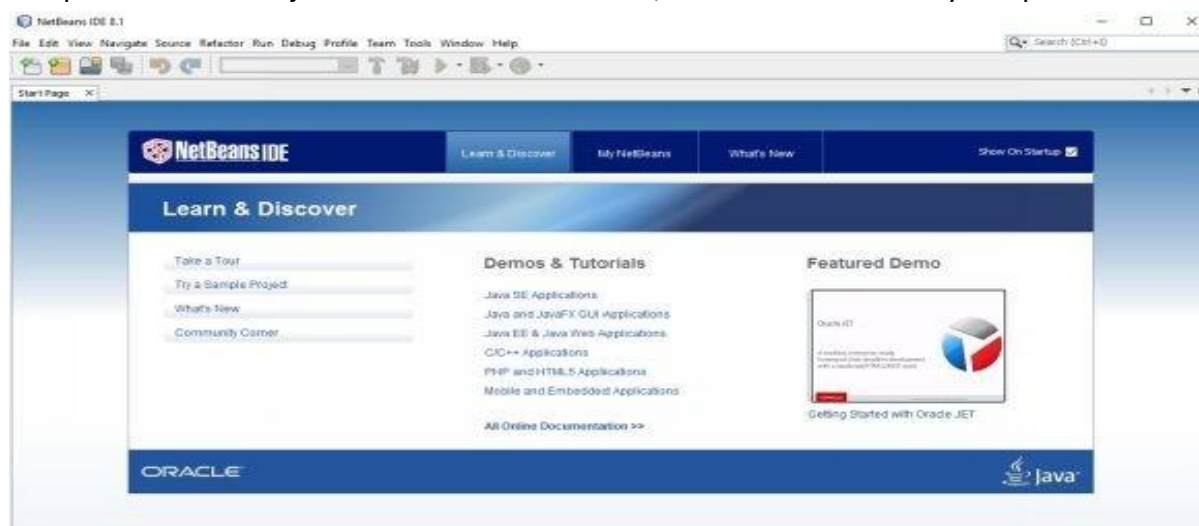 NetBeans IDE 8.1
File Edit View Navigate Source Refactor Run Debug Profile Team Tools Window Help
Search (Ctrl+I)
Start Page
NetBeans IDE
Learn & Discover
My NetBeans
What's New
Show On Startup
Learn & Discover
Take a Tour
Try a Sample Project
What's New
Community Corner
Demos & Tutorials
Java SE Applications
Java and JavaFX GUI Applications
Java EE & Java Web Applications
C/C++ Applications
PHP and HTML5 Applications
Mobile and Embedded Applications
All Online Documentation >>
Featured Demo
Oracle JET
Getting Started with Oracle JET
ORACLE
Java